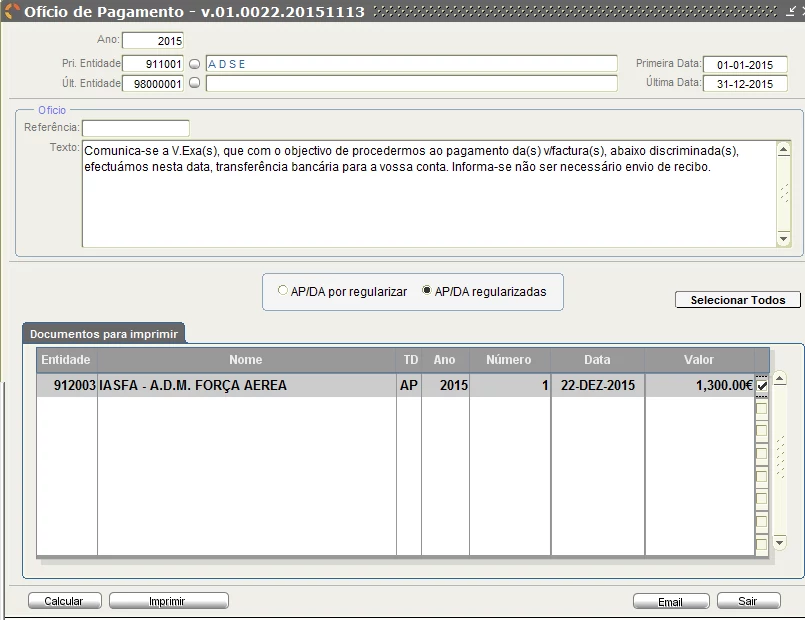 Ofício de Pagamento - v.01.0022.20151113
Ano: 2015
Pri. Entidade 911001 A D S E Primeira Data: 01-01-2015
Últ. Entidade 98000001 Última Data: 31-12-2015
Ofício
Referência:
Texto: Comunica-se a V.Exa(s), que com o objectivo de procedermos ao pagamento da(s) v/factura(s), abaixo discriminada(s),
efectuámos nesta data, transferência bancária para a vossa conta. Informa-se não ser necessário envio de recibo.
AP/DA por regularizar AP/DA regularizadas
Selecionar Todos
Documentos para imprimir
Entidade Nome TD Ano Número Data Valor
912003 IASFA - A.D.M. FORÇA AEREA AP 2015 1 22-DEZ-2015 1,300.00€
Calcular Imprimir Email Sair